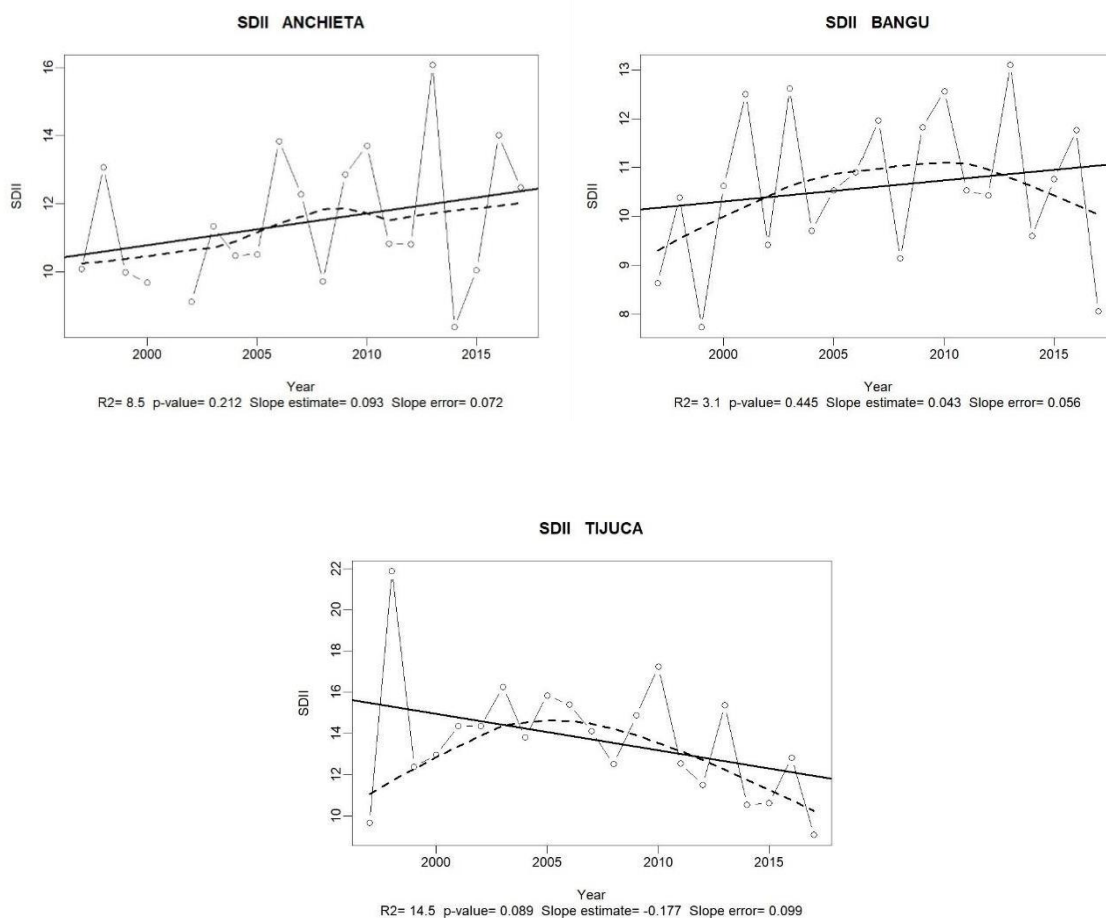 SDII ANCHIETA
SDII
16
14
12
10
2000 2005 2010 2015
Year
R2= 8.5 p-value= 0.212 Slope estimate= 0.093 Slope error= 0.072
SDII BANGU
SDII
13
12
11
10
9
8
2000 2005 2010 2015
Year
R2= 3.1 p-value= 0.445 Slope estimate= 0.043 Slope error= 0.056
SDII TIJUCA
SDII
22
20
18
16
14
12
10
2000 2005 2010 2015
Year
R2= 14.5 p-value= 0.089 Slope estimate= -0.177 Slope error= 0.099